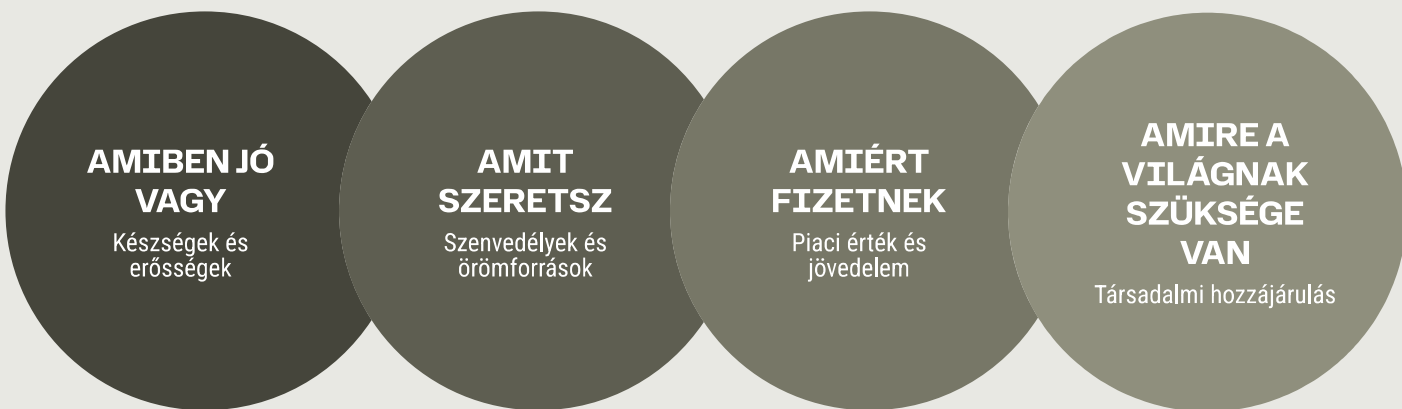 AMIBEN JÓ
VAGY
Készségek és
erősségek
AMIT
SZERETSZ
Szenvedélyek és
örömforrások
AMIÉRT
FIZETNEK
Piaci érték és
jövedelem
AMIRE A
VILÁGNAK
SZÜKSÉGE
VAN
Társadalmi hozzájárulás